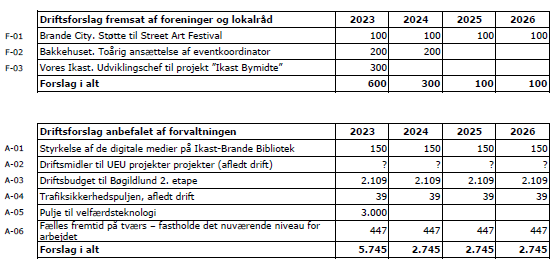 Driftsforslag fremsat af foreninger og lokalråd 2023 2024 2025 2026
F-01 Brande City. Støtte til Street Art Festival 100 100 100 100
F-02 Bakkehuset. Toårig ansættelse af eventkoordinator 200 200
F-03 Vores Ikast. Udviklingschef til projekt ”Ikast Bymidte” 300
Forslag i alt 600 300 100 100
Driftsforslag anbefalet af forvaltningen 2023 2024 2025 2026
A-01 Styrkelse af de digitale medier på Ikast-Brande Bibliotek 150 150 150 150
A-02 Driftsmidler til UEU projekter projekter (afledt drift) ? ? ? ?
A-03 Driftsbudget til Bøgildlund 2. etape 2.109 2.109 2.109 2.109
A-04 Trafiksikkerhedspuljen, afledt drift 39 39 39 39
A-05 Pulje til velfærdsteknologi 3.000
A-06 Fælles fremtid på tværs – fastholde det nuværende niveau for
arbejdet 447 447 447 447
Forslag i alt 5.745 2.745 2.745 2.745